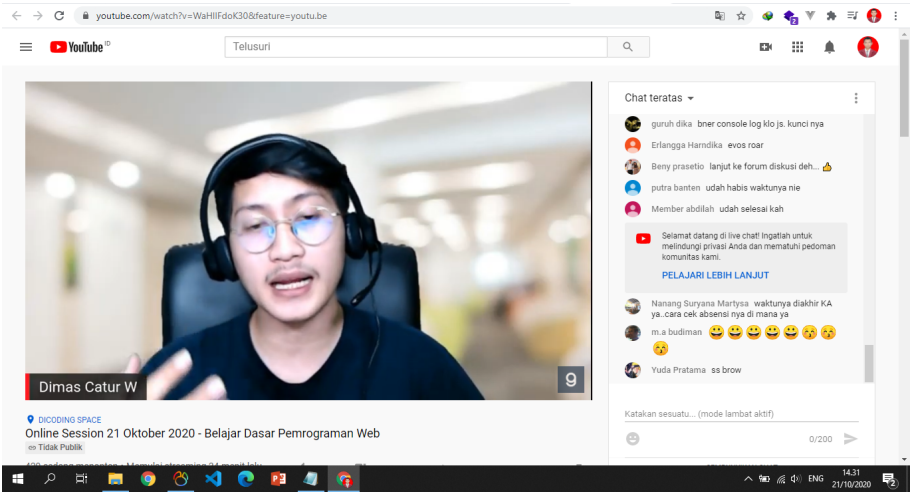 youtube.com/watch?v=WaHIIFdoK30&feature=youtu.be
YouTube ID
Telusuri
Chat teratas
guruh dika bner console log klo js. kunci nya
Erlangga Harndika evos roar
Beny prasetio lanjut ke forum diskusi deh...
putra banten udah habis waktunya nie
Member abdilah udah selesai kah
Selamat datang di live chat! Ingatlah untuk
melindungi privasi Anda dan mematuhi pedoman
komunitas kami.
PELAJARI LEBIH LANJUT
Nanang Suryana Martysa waktunya diakhir KA
ya..cara cek absensi nya di mana ya
m.a budiman
Yuda Pratama ss brow
Katakan sesuatu... (mode lambat aktif)
0/200
Dimas Catur W
9
DICODING SPACE
Online Session 21 Oktober 2020 - Belajar Dasar Pemrograman Web
Tidak Publik
ENG
14.31
21/10/2020
2